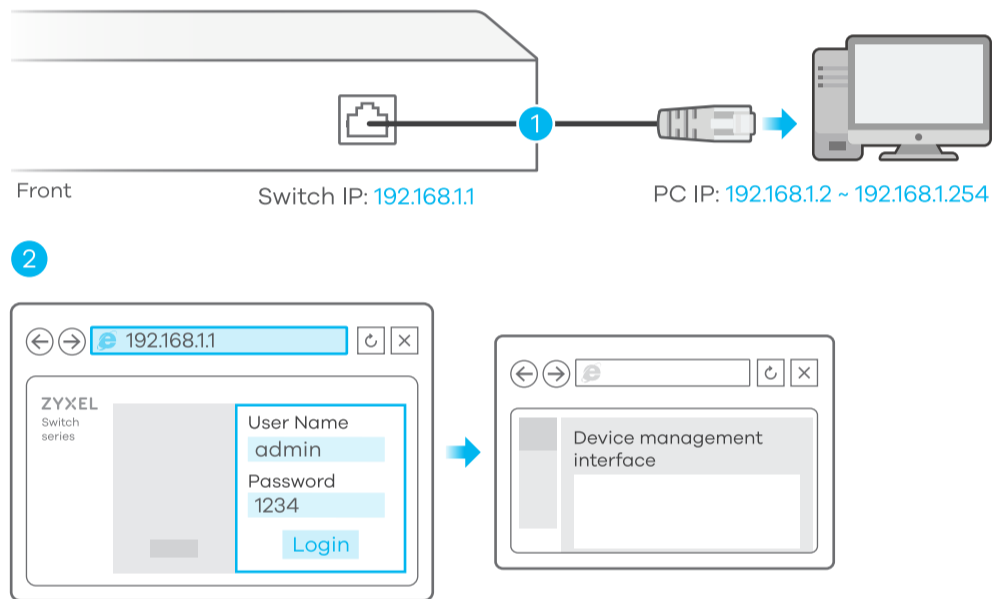 1
Front
Switch IP: 192.168.1.1
PC IP: 192.168.1.2 ~ 192.168.1.254
2
192.168.1.1
ZYXEL
Switch
series
User Name
admin
Password
1234
Login
Device management
interface